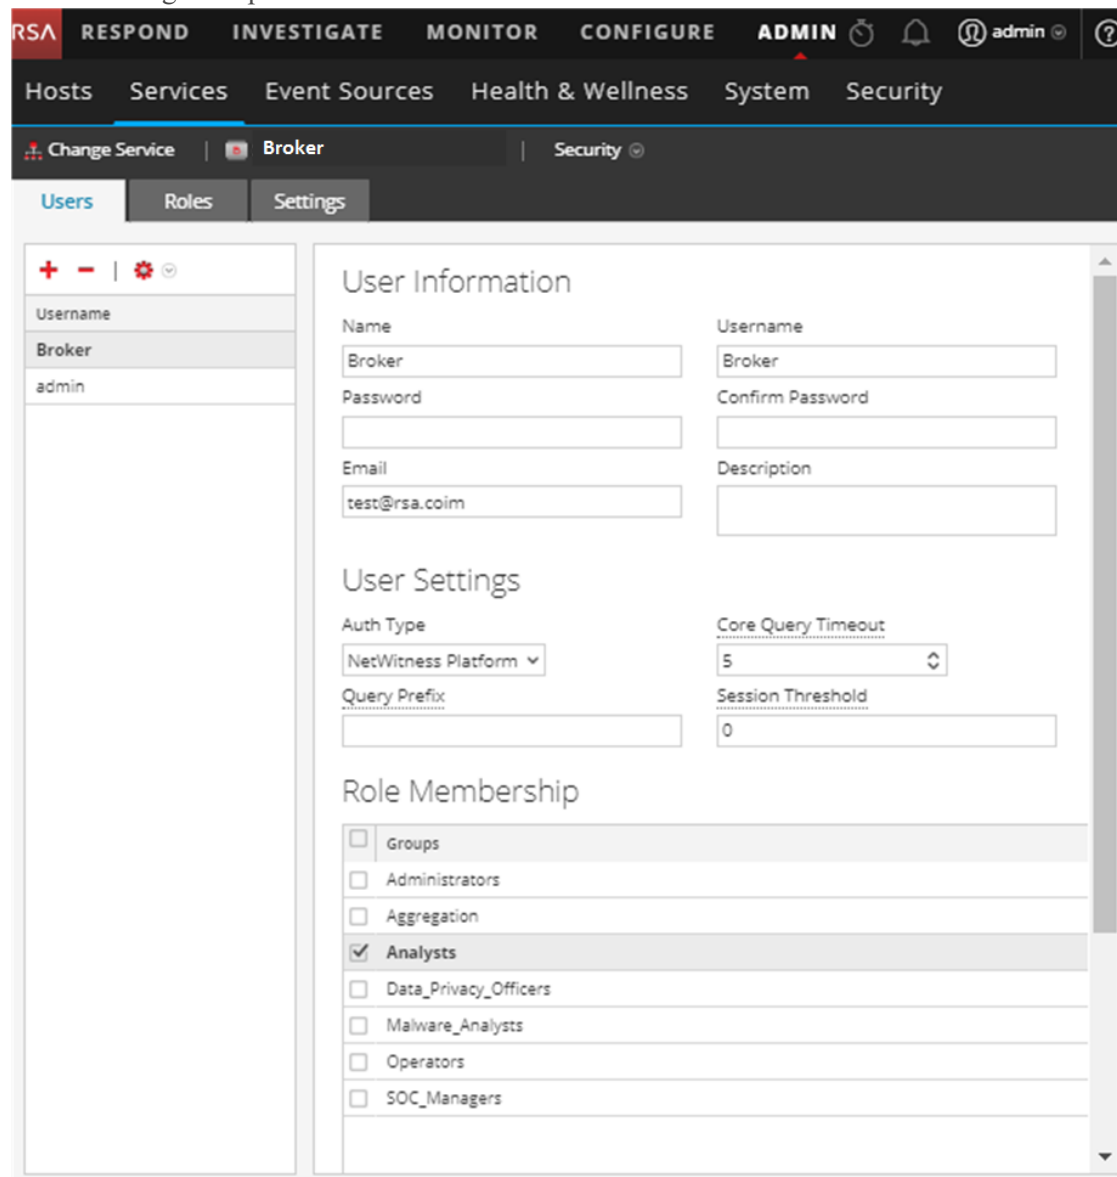 RSA RESPOND INVESTIGATE MONITOR CONFIGURE ADMIN admin ?
Hosts Services Event Sources Health & Wellness System Security
Change Service | Broker | Security
Users Roles Settings
Username
Broker
admin
User Information
Name Username
Broker Broker
Password Confirm Password
Email Description
test@rsa.coim
User Settings
Auth Type Core Query Timeout
NetWitness Platform 5
Query Prefix Session Threshold
0
Role Membership
Groups
Administrators
Aggregation
Analysts
Data_Privacy_Officers
Malware_Analysts
Operators
SOC_Managers